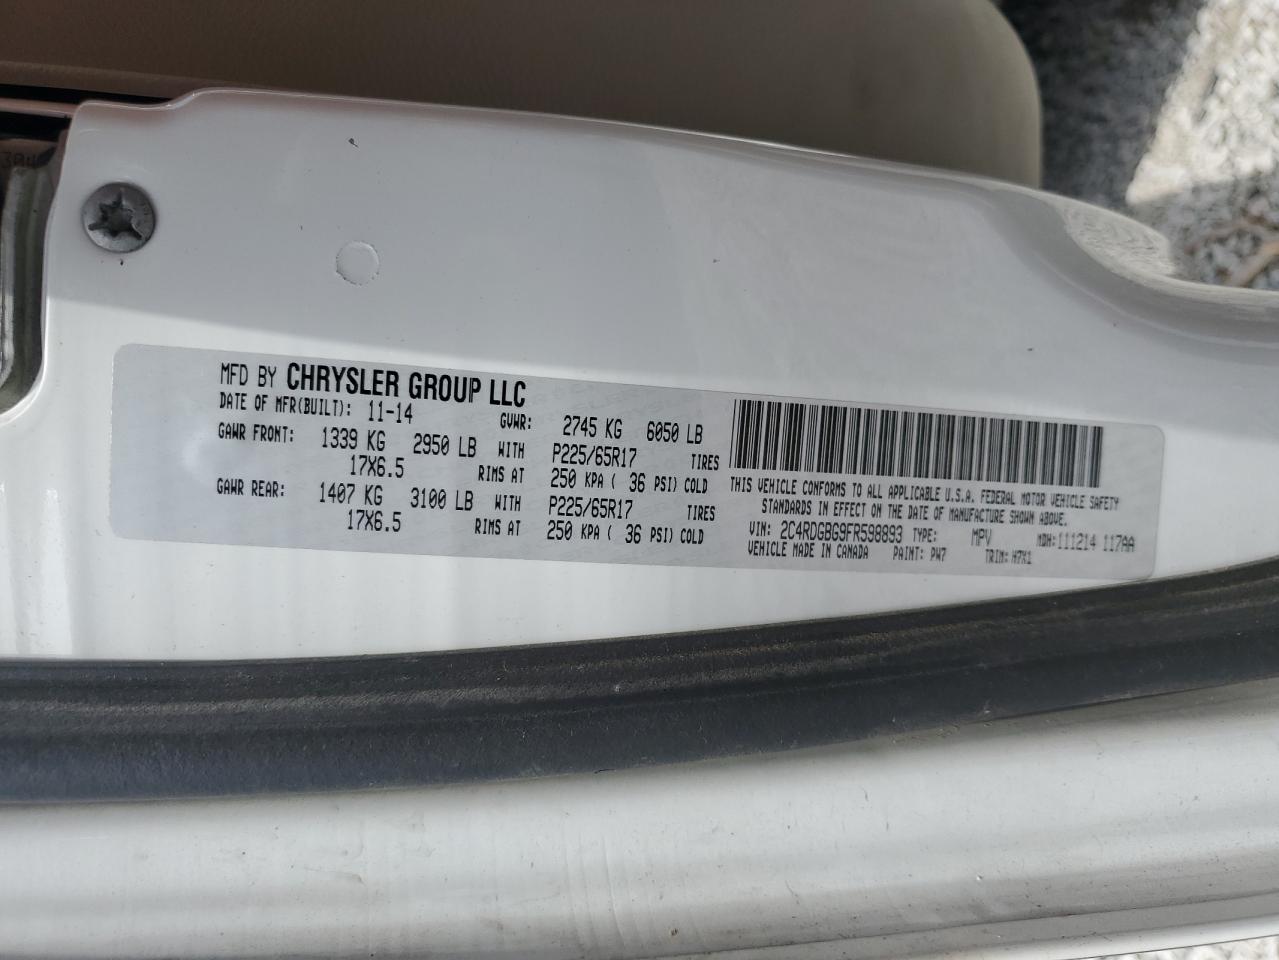 MFD BY CHRYSLER GROUP LLC
DATE OF MFR(BUILT): 11-14 GVWR: 2745 KG 6050 LB
GAWR FRONT: 1339 KG 2950 LB WITH P225/65R17 TIRES
17X6.5 RIMS AT 250 KPA ( 36 PSI) COLD
GAWR REAR: 1407 KG 3100 LB WITH P225/65R17 TIRES
17X6.5 RIMS AT 250 KPA ( 36 PSI) COLD
THIS VEHICLE CONFORMS TO ALL APPLICABLE U.S.A. FEDERAL MOTOR VEHICLE SAFETY
STANDARDS IN EFFECT ON THE DATE OF MANUFACTURE SHOWN ABOVE.
VIN: 2C4RDGBG9FR598893 TYPE: MPV MDH: 111214 117AA
VEHICLE MADE IN CANADA PAINT: PW7 TRIM: